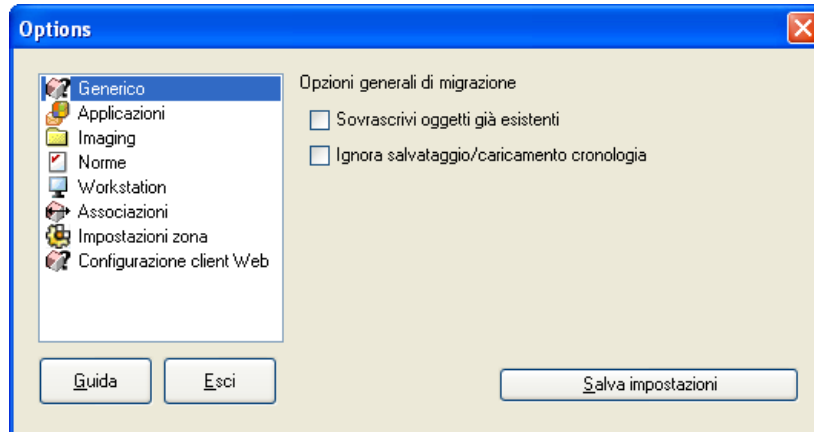 Options
Generico
Applicazioni
Imaging
Norme
Workstation
Associazioni
Impostazioni zona
Configurazione client Web
Opzioni generali di migrazione
Sovrascrivi oggetti già esistenti
Ignora salvataggio/caricamento cronologia
Guida
Esci
Salva impostazioni